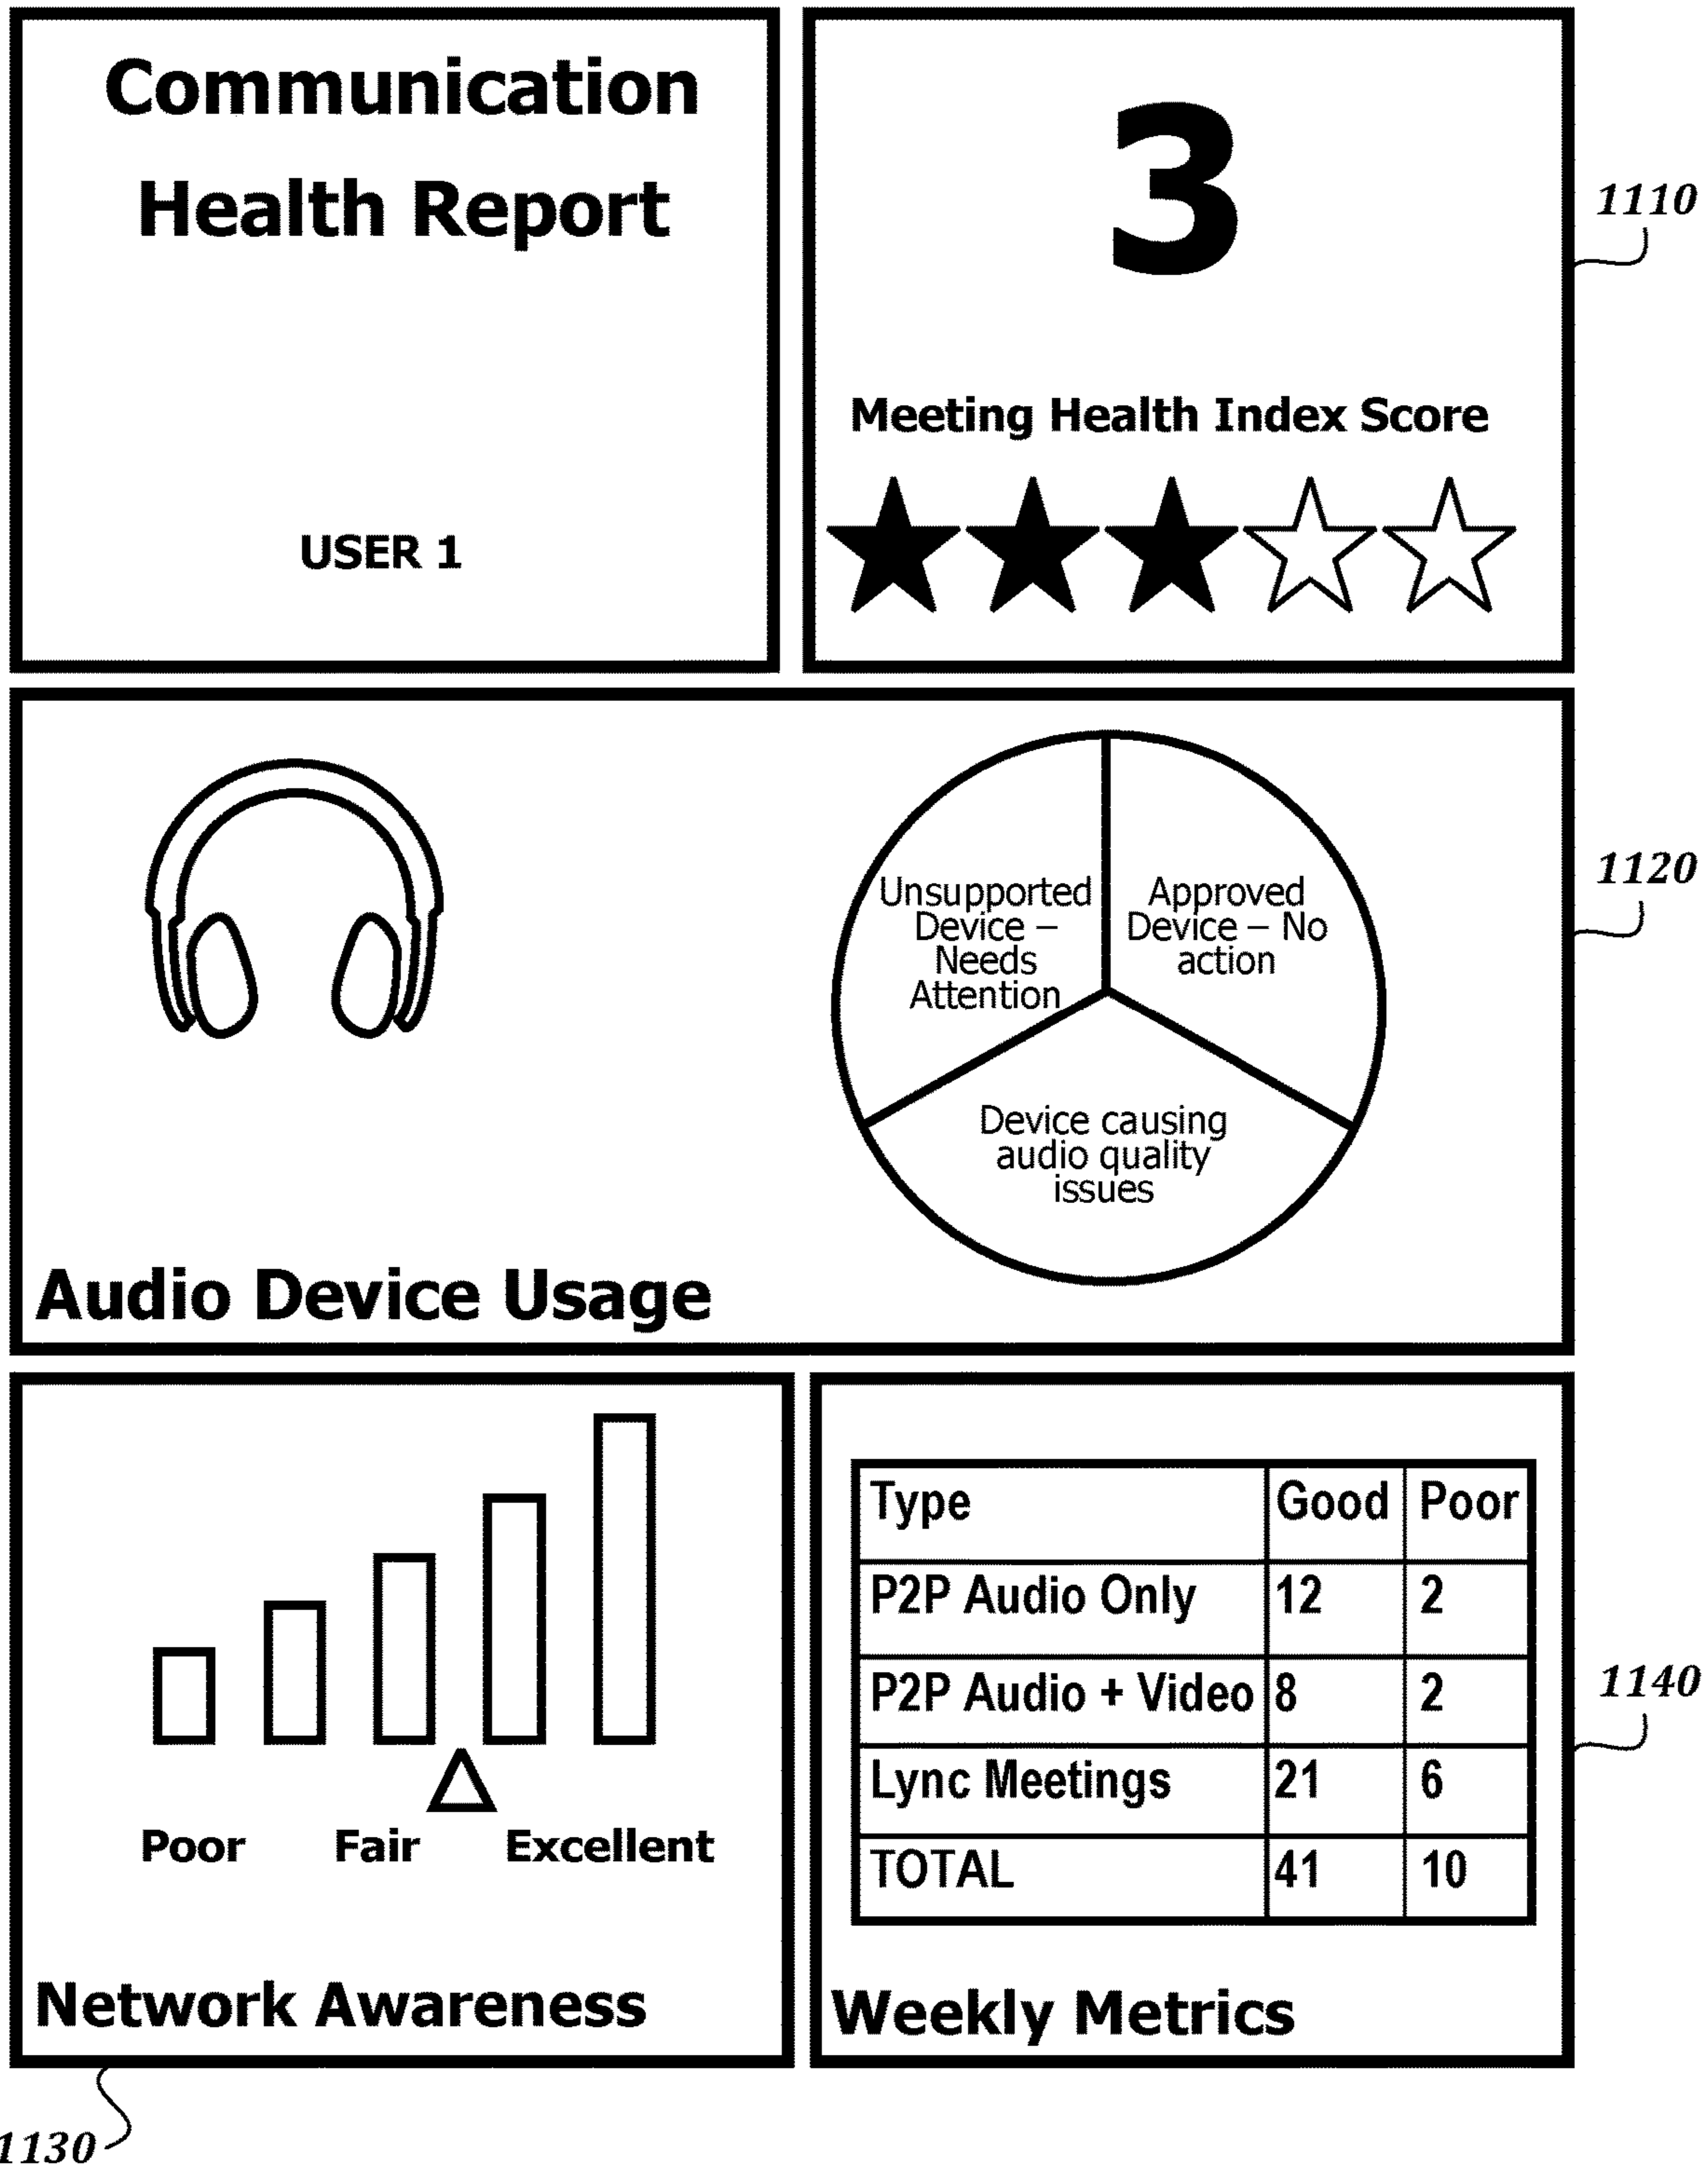 Communication
Health Report
USER 1
3
Meeting Health Index Score
1110
Unsupported
Device –
Needs
Attention
Approved
Device – No
action
Device causing
audio quality
issues
Audio Device Usage
1120
Poor Fair Excellent
Network Awareness
1130
Type Good Poor
P2P Audio Only 12 2
P2P Audio + Video 8 2
Lync Meetings 21 6
TOTAL 41 10
Weekly Metrics
1140